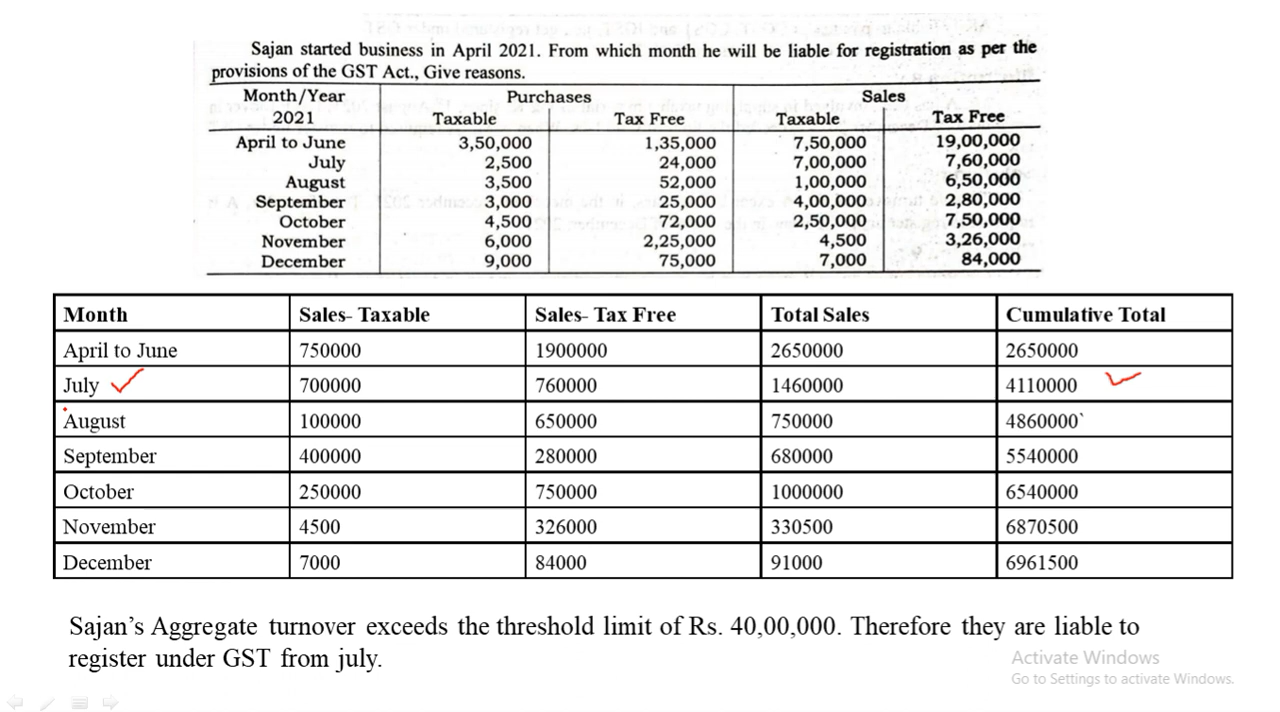 Sajan started business in April 2021. From which month he will be liable for registration as per the
provisions of the GST Act., Give reasons.
Month/Year Purchases Sales
2021 Taxable Tax Free Taxable Tax Free
April to June 3,50,000 1,35,000 7,50,000 19,00,000
July 2,500 24,000 7,00,000 7,60,000
August 3,500 52,000 1,00,000 6,50,000
September 3,000 25,000 4,00,000 2,80,000
October 4,500 72,000 2,50,000 7,50,000
November 6,000 2,25,000 4,500 3,26,000
December 9,000 75,000 7,000 84,000
Month Sales- Taxable Sales- Tax Free Total Sales Cumulative Total
April to June 750000 1900000 2650000 2650000
July 700000 760000 1460000 4110000
August 100000 650000 750000 4860000`
September 400000 280000 680000 5540000
October 250000 750000 1000000 6540000
November 4500 326000 330500 6870500
December 7000 84000 91000 6961500
Sajan’s Aggregate turnover exceeds the threshold limit of Rs. 40,00,000. Therefore they are liable to
register under GST from july.
Activate Windows
Go to Settings to activate Windows.